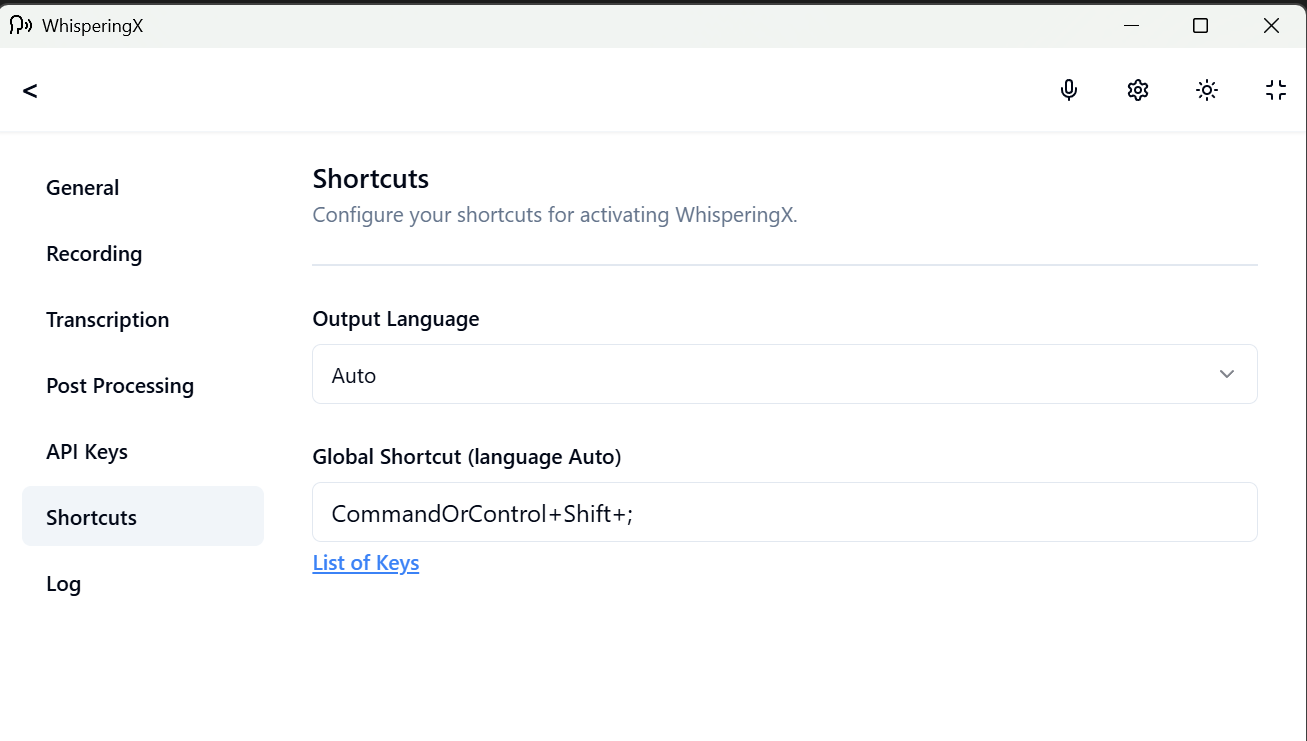 WhisperingX
<
General
Recording
Transcription
Post Processing
API Keys
Shortcuts
Log
Shortcuts
Configure your shortcuts for activating WhisperingX.
Output Language
Auto
Global Shortcut (language Auto)
CommandOrControl+Shift+;
List of Keys